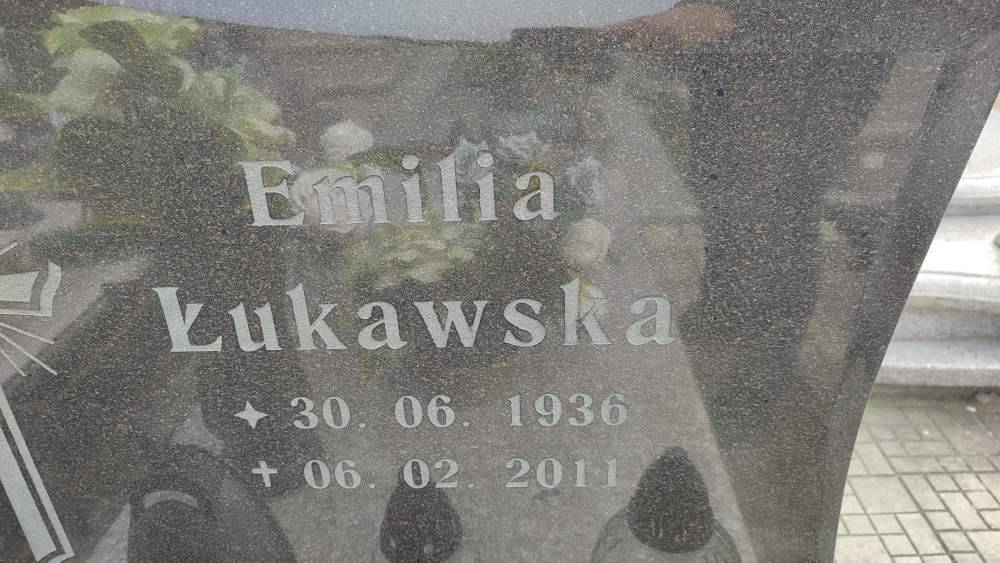 Emilia
Łukawska
✦ 30. 06. 1936
✝ 06. 02. 2011